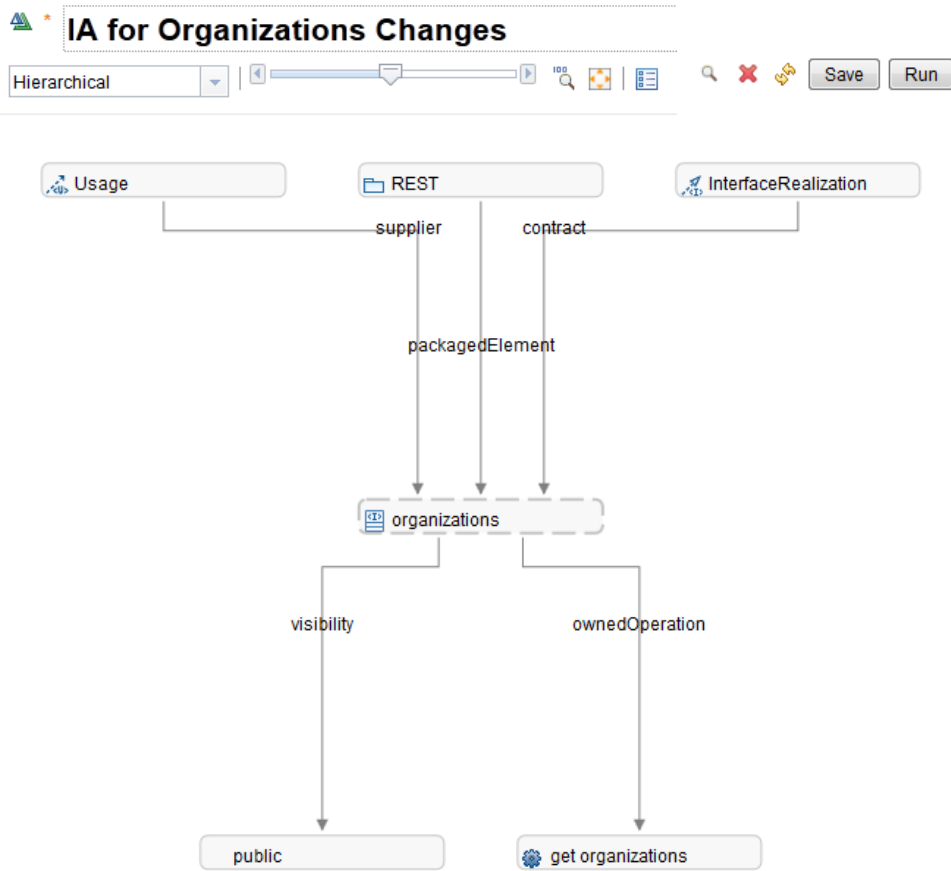 * IA for Organizations Changes
Hierarchical
100
Save
Run
Usage
REST
InterfaceRealization
supplier
contract
packagedElement
organizations
visibility
ownedOperation
public
get organizations